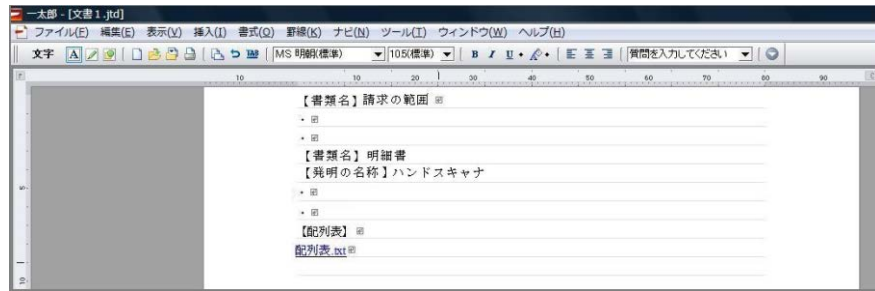 一太郎 - [文書１.jtd]
ファイル(F) 編集(E) 表示(V) 挿入(I) 書式(O) 罫線(K) ナビ(N) ツール(T) ウィンドウ(W) ヘルプ(H)
文字 A MS 明朝(標準) 10.5(標準) B I U 質問を入力してください
10 10 20 30 40 50 60 70 80 90
【書類名】請求の範囲
・
・
【書類名】明細書
【発明の名称】ハンドスキャナ
・
・
【配列表】
配列表.txt